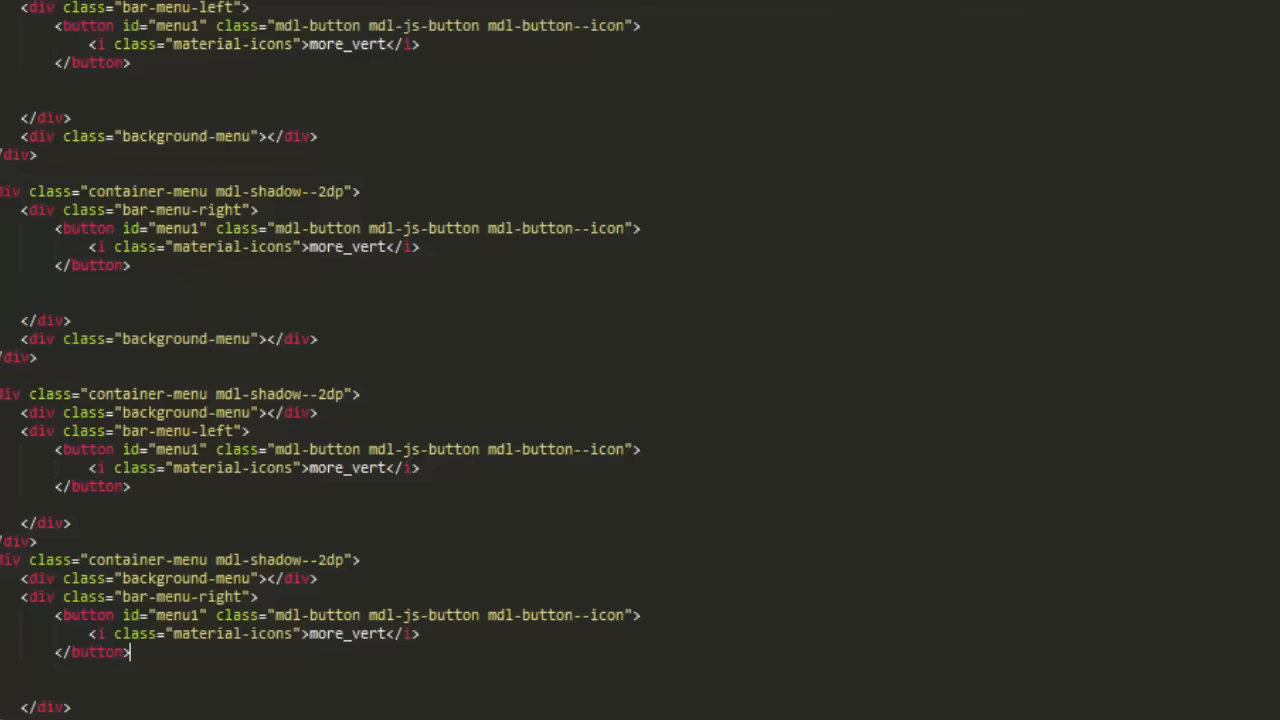 <div class="bar-menu-left">
<button id="menu1" class="mdl-button mdl-js-button mdl-button--icon">
<i class="material-icons">more_vert</i>
</button>
</div>
<div class="background-menu"></div>
/div>
div class="container-menu mdl-shadow--2dp">
<div class="bar-menu-right">
<button id="menu1" class="mdl-button mdl-js-button mdl-button--icon">
<i class="material-icons">more_vert</i>
</button>
</div>
<div class="background-menu"></div>
/div>
div class="container-menu mdl-shadow--2dp">
<div class="background-menu"></div>
<div class="bar-menu-left">
<button id="menu1" class="mdl-button mdl-js-button mdl-button--icon">
<i class="material-icons">more_vert</i>
</button>
</div>
/div>
div class="container-menu mdl-shadow--2dp">
<div class="background-menu"></div>
<div class="bar-menu-right">
<button id="menu1" class="mdl-button mdl-js-button mdl-button--icon">
<i class="material-icons">more_vert</i>
</button>
</div>